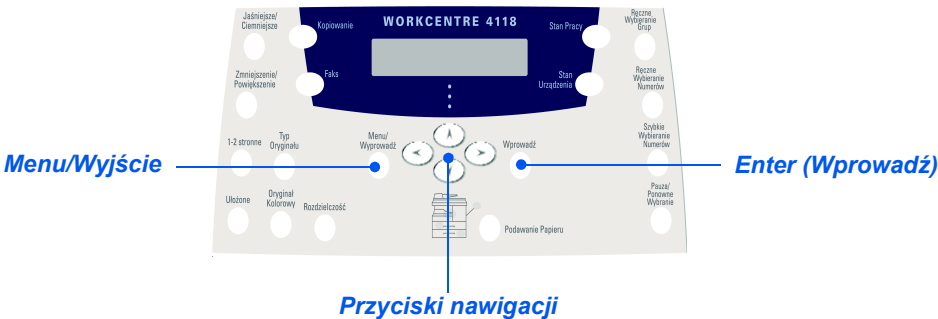 Jaśniejsze/
Ciemniejsze
Kopiowanie
WORKCENTRE 4118
Stan Pracy
Ręczne
Wybieranie
Grup
Zmniejszenie/
Powiększenie
Faks
Stan
Urządzenia
Ręczne
Wybieranie
Numerów
1-2 stronne
Typ
Oryginału
Menu/
Wyprowadź
Wprowadź
Szybkie
Wybieranie
Numerów
Menu/Wyjście
Enter (Wprowadź)
Ułożone
Oryginał
Kolorowy
Rozdzielczość
Podawanie Papieru
Pauza/
Ponowne
Wybranie
Przyciski nawigacji